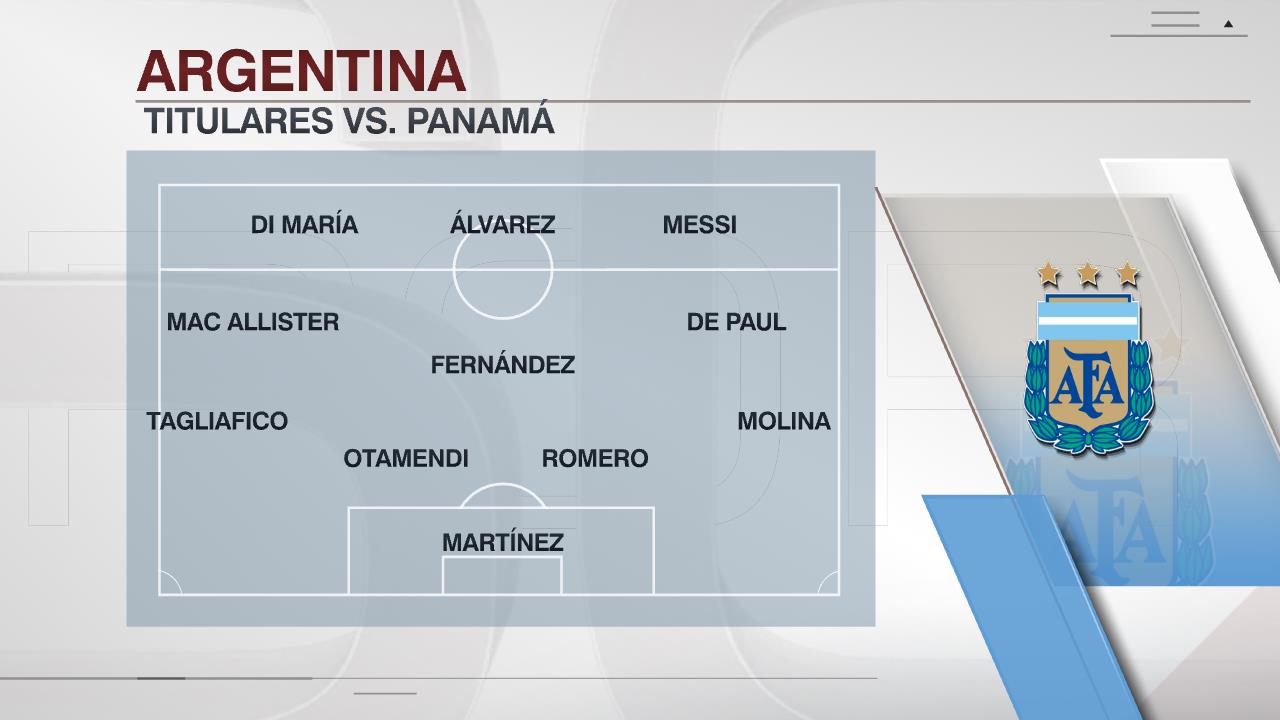 ARGENTINA
TITULARES VS. PANAMÁ
DI MARÍA ÁLVAREZ MESSI
MAC ALLISTER DE PAUL
FERNÁNDEZ
TAGLIAFICO MOLINA
OTAMENDI ROMERO
MARTÍNEZ
AFA
AFA